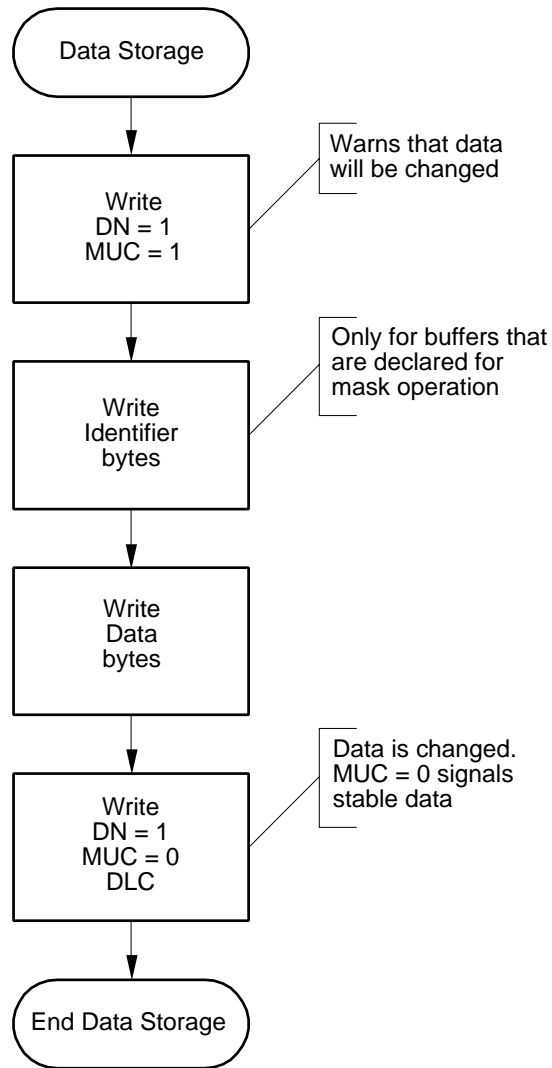 Data Storage
Warns that data
will be changed
Write
DN = 1
MUC = 1
Only for buffers that
are declared for
mask operation
Write
Identifier
bytes
Write
Data
bytes
Data is changed.
MUC = 0 signals
stable data
Write
DN = 1
MUC = 0
DLC
End Data Storage